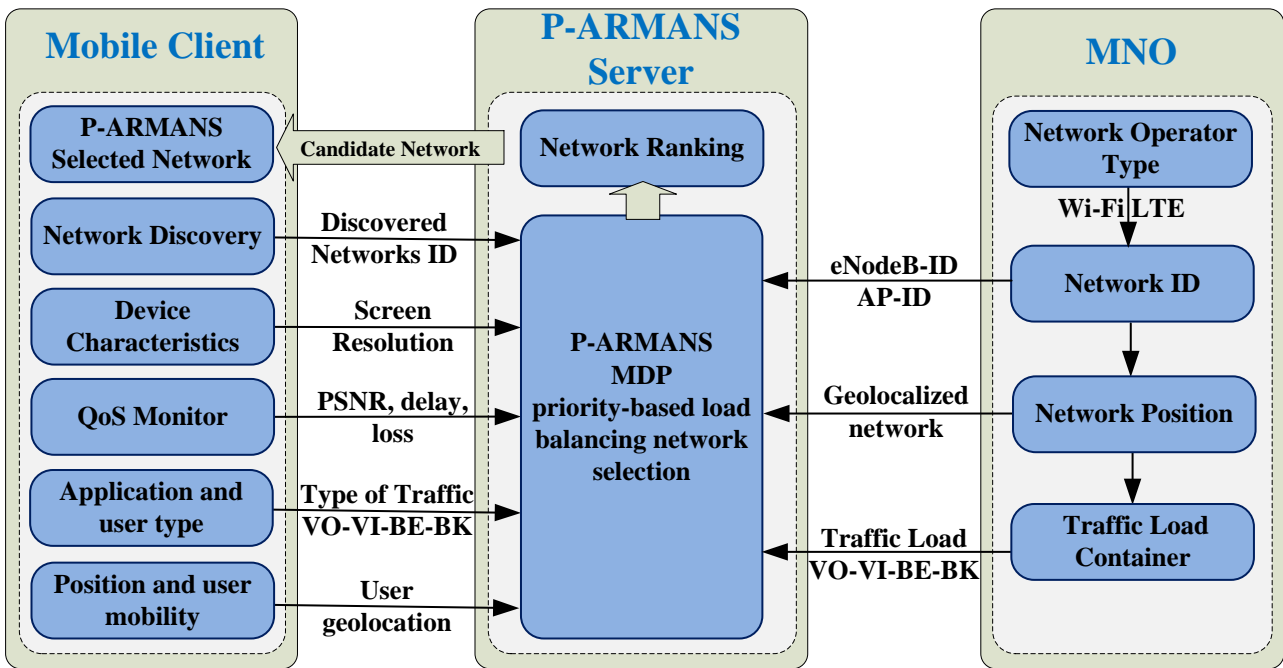 Mobile Client
P-ARMANS
Selected Network
Network Discovery
Device
Characteristics
QoS Monitor
Application and
user type
Position and user
mobility
Candidate Network
Discovered
Networks ID
Screen
Resolution
PSNR, delay,
loss
Type of Traffic
VO-VI-BE-BK
User
geolocation
P-ARMANS
Server
Network Ranking
P-ARMANS
MDP
priority-based load
balancing network
selection
eNodeB-ID
AP-ID
Geolocalized
network
Traffic Load
VO-VI-BE-BK
MNO
Network Operator
Type
Wi-Fi LTE
Network ID
Network Position
Traffic Load
Container